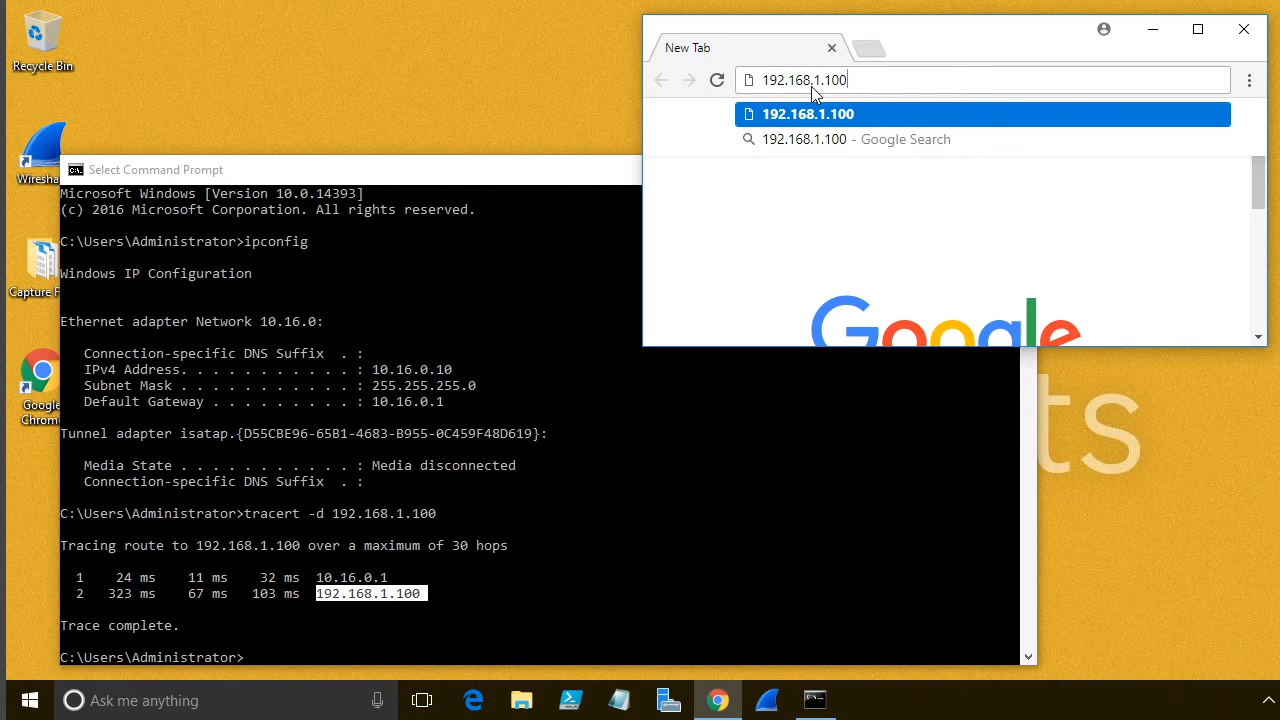 Recycle Bin
Wiresha
Capture F
Google
Chrom
New Tab
192.168.1.100
192.168.1.100
192.168.1.100 - Google Search
Google
Select Command Prompt
Microsoft Windows [Version 10.0.14393]
(c) 2016 Microsoft Corporation. All rights reserved.
C:\Users\Administrator>ipconfig
Windows IP Configuration
Ethernet adapter Network 10.16.0:
Connection-specific DNS Suffix  . :
IPv4 Address. . . . . . . . . . . : 10.16.0.10
Subnet Mask . . . . . . . . . . . : 255.255.255.0
Default Gateway . . . . . . . . . : 10.16.0.1
Tunnel adapter isatap.{D55CBE96-65B1-4683-B955-0C459F48D619}:
Media State . . . . . . . . . . . : Media disconnected
Connection-specific DNS Suffix  . :
C:\Users\Administrator>tracert -d 192.168.1.100
Tracing route to 192.168.1.100 over a maximum of 30 hops
1    24 ms    11 ms    32 ms  10.16.0.1
2   323 ms    67 ms   103 ms  192.168.1.100
Trace complete.
C:\Users\Administrator>
ts
Ask me anything